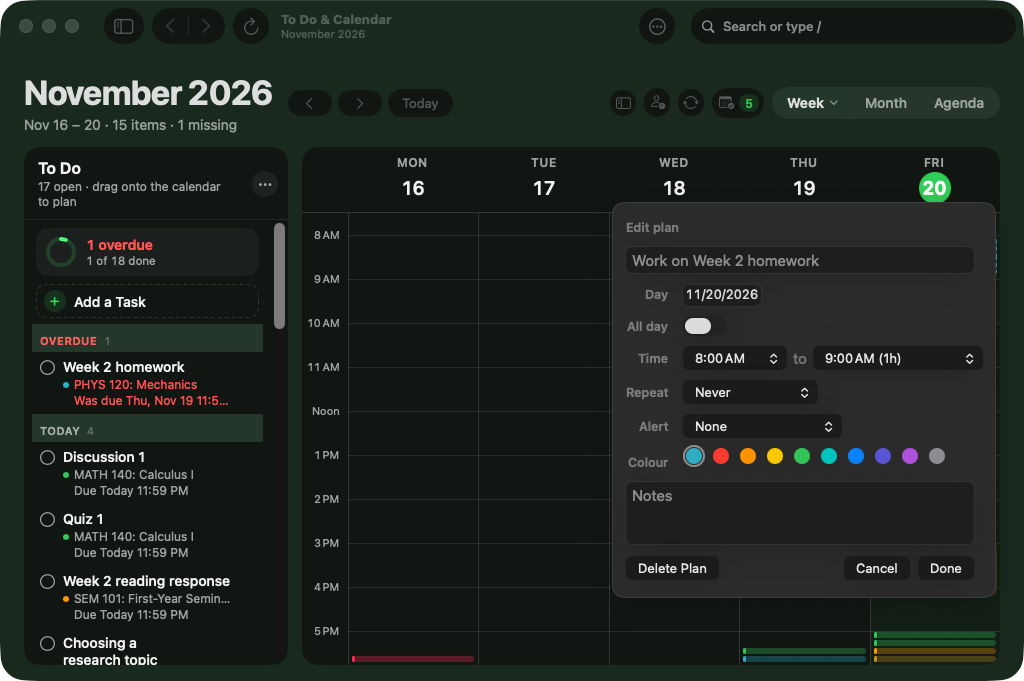 To Do & Calendar
November 2026
Search or type /
November 2026
Nov 16 – 20 · 15 items · 1 missing
Today
5
Week
Month
Agenda
To Do
17 open · drag onto the calendar
to plan
1 overdue
1 of 18 done
Add a Task
OVERDUE 1
Week 2 homework
PHYS 120: Mechanics
Was due Thu, Nov 19 11:5...
TODAY 4
Discussion 1
MATH 140: Calculus I
Due Today 11:59 PM
Quiz 1
MATH 140: Calculus I
Due Today 11:59 PM
Week 2 reading response
SEM 101: First-Year Semin...
Due Today 11:59 PM
Choosing a
research topic
MON
16
TUE
17
WED
18
THU
19
FRI
20
8 AM
9 AM
10 AM
11 AM
Noon
1 PM
2 PM
3 PM
4 PM
5 PM
Edit plan
Work on Week 2 homework
Day 11/20/2026
All day
Time 8:00 AM to 9:00 AM (1h)
Repeat Never
Alert None
Colour
Notes
Delete Plan
Cancel
Done